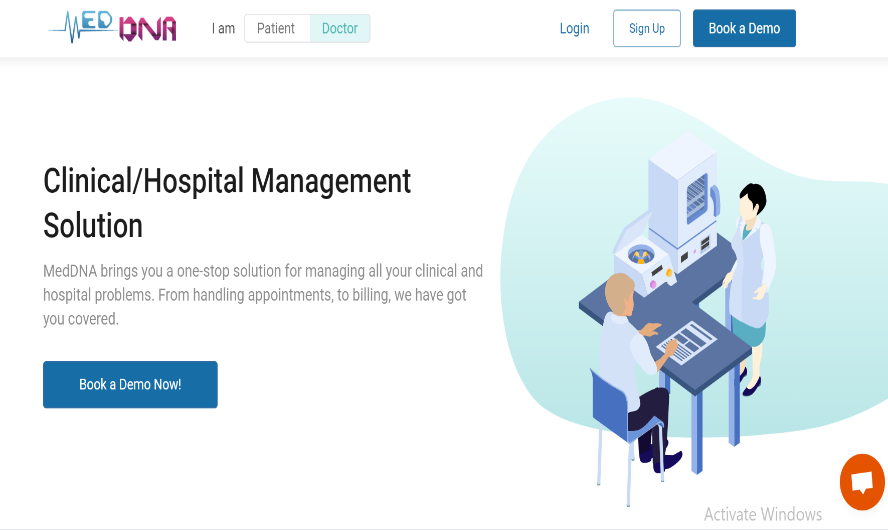 MED DNA
I am
Patient
Doctor
Login
Sign Up
Book a Demo
Clinical/Hospital Management
Solution
MedDNA brings you a one-stop solution for managing all your clinical and
hospital problems. From handling appointments, to billing, we have got
you covered.
Book a Demo Now!
Activate Windows